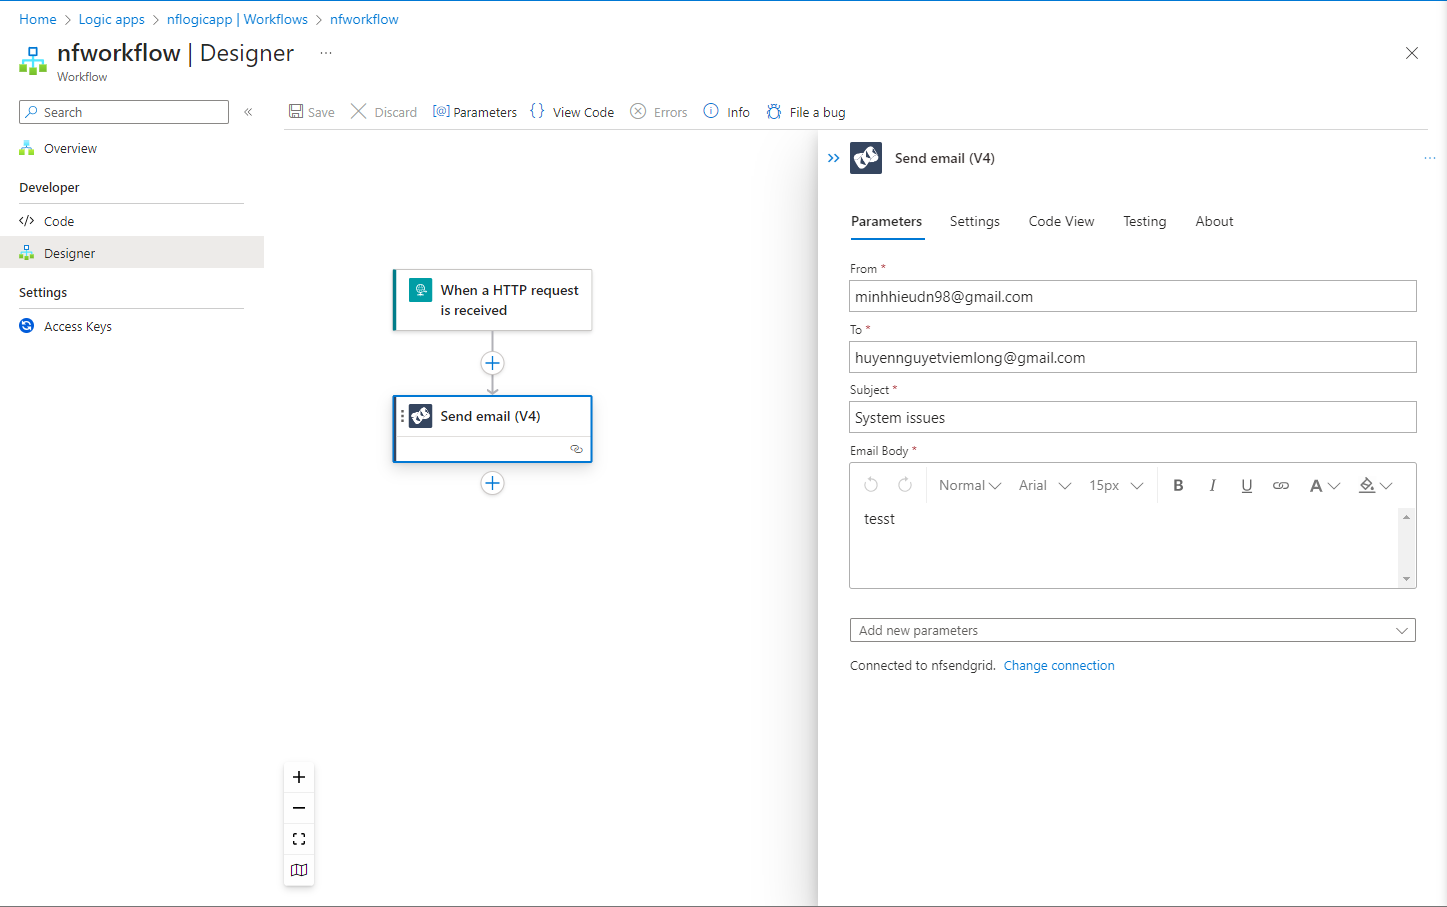 Home > Logic apps > nflogicapp | Workflows > nfworkflow
nfworkflow | Designer ...
Workflow
Search
Overview
Developer
Code
Designer
Settings
Access Keys
Save Discard Parameters View Code Errors Info File a bug
When a HTTP request
is received
Send email (V4)
Send email (V4)
Parameters Settings Code View Testing About
From *
minhhieudn98@gmail.com
To *
huyennguyetviemlong@gmail.com
Subject *
System issues
Email Body *
Normal Arial 15px B I U A
tesst
Add new parameters
Connected to nfsendgrid. Change connection